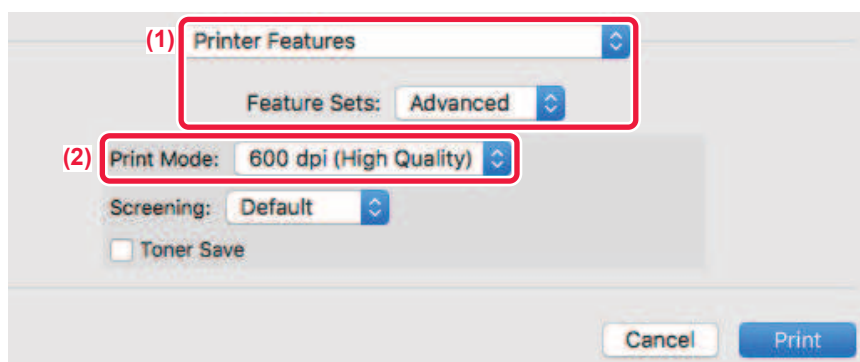 (1) Printer Features
Feature Sets: Advanced
(2) Print Mode: 600 dpi (High Quality)
Screening: Default
Toner Save
Cancel Print